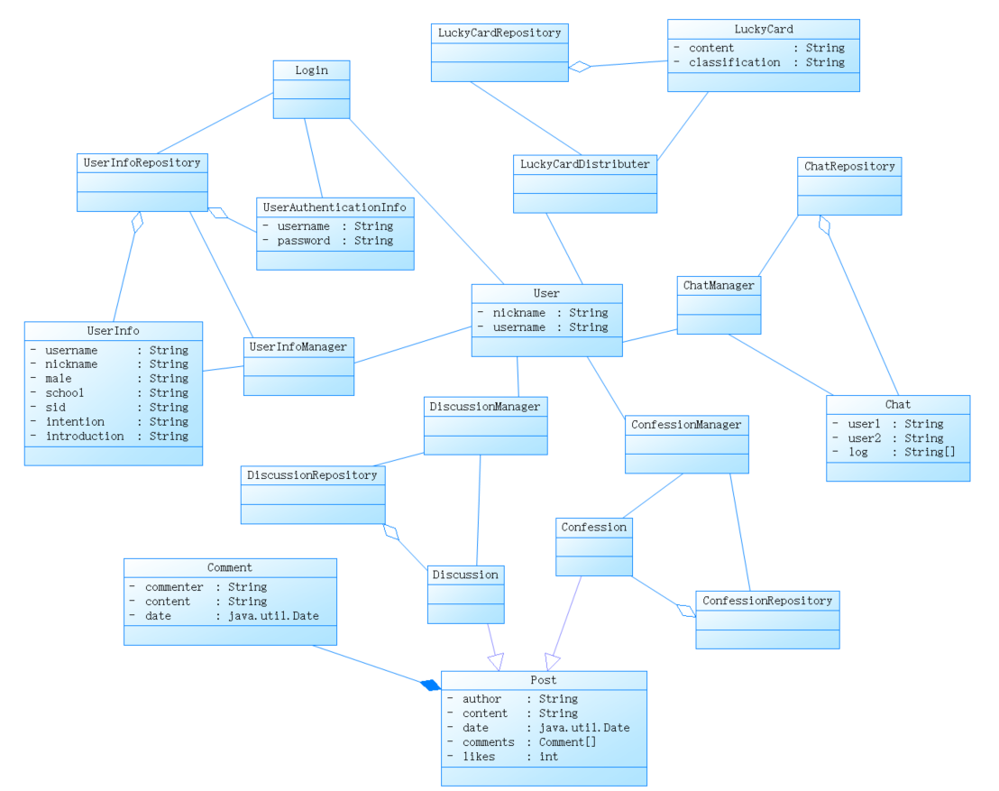 LuckyCardRepository
LuckyCard
- content : String
- classification : String
Login
UserInfoRepository
LuckyCardDistributer
ChatRepository
UserAuthenticationInfo
- username : String
- password : String
ChatManager
User
- nickname : String
- username : String
UserInfo
- username : String
- nickname : String
- male : String
- school : String
- sid : String
- intention : String
- introduction : String
UserInfoManager
DiscussionManager
ConfessionManager
Chat
- user1 : String
- user2 : String
- log : String[]
DiscussionRepository
Confession
Comment
- commenter : String
- content : String
- date : java.util.Date
Discussion
ConfessionRepository
Post
- author : String
- content : String
- date : java.util.Date
- comments : Comment[]
- likes : int